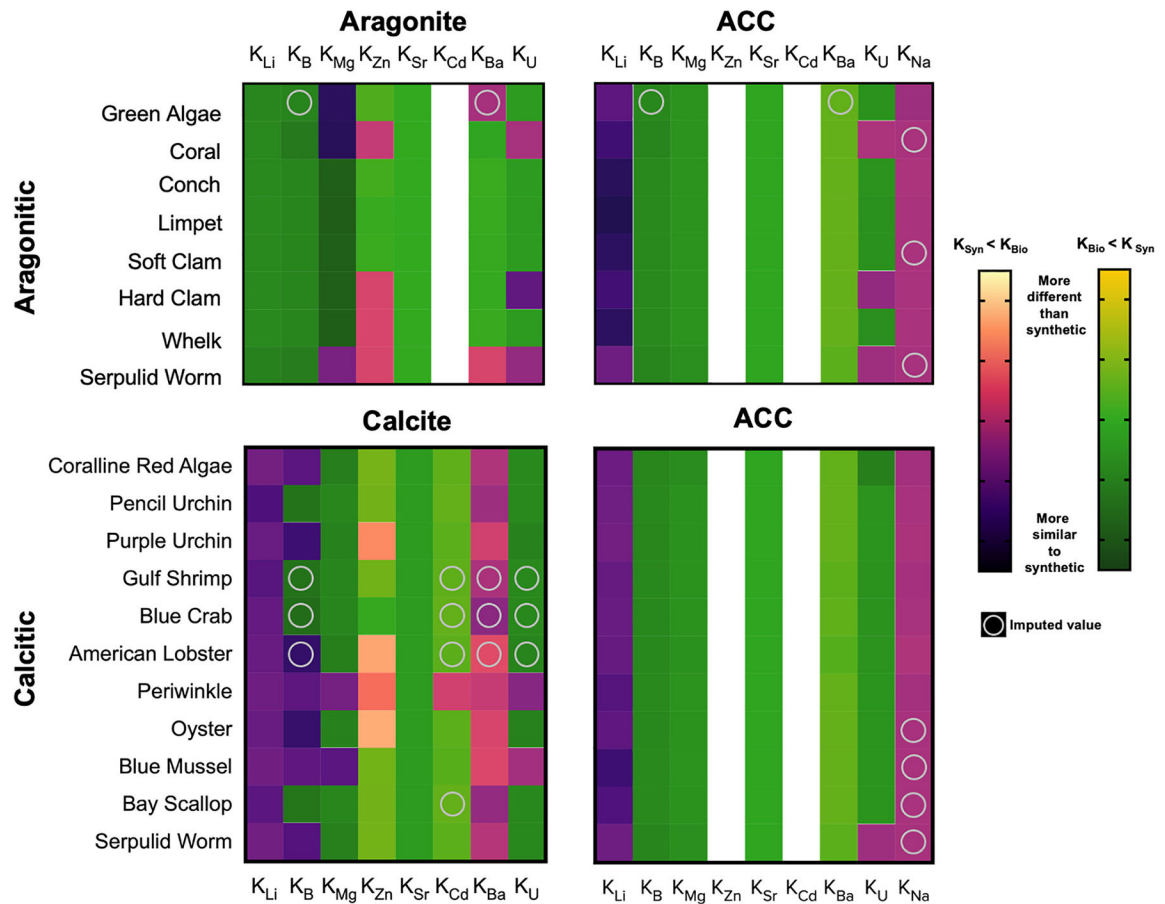 Aragonite
ACC
K_Li K_B K_Mg K_Zn K_Sr K_Cd K_Ba K_U
K_Li K_B K_Mg K_Zn K_Sr K_Cd K_Ba K_U K_Na
Aragonitic
Green Algae
Coral
Conch
Limpet
Soft Clam
Hard Clam
Whelk
Serpulid Worm
Calcite
ACC
Calcitic
Coralline Red Algae
Pencil Urchin
Purple Urchin
Gulf Shrimp
Blue Crab
American Lobster
Periwinkle
Oyster
Blue Mussel
Bay Scallop
Serpulid Worm
K_Li K_B K_Mg K_Zn K_Sr K_Cd K_Ba K_U
K_Li K_B K_Mg K_Zn K_Sr K_Cd K_Ba K_U K_Na
K_Syn < K_Bio
K_Bio < K_Syn
More
different
than
synthetic
More
similar
to
synthetic
Imputed value